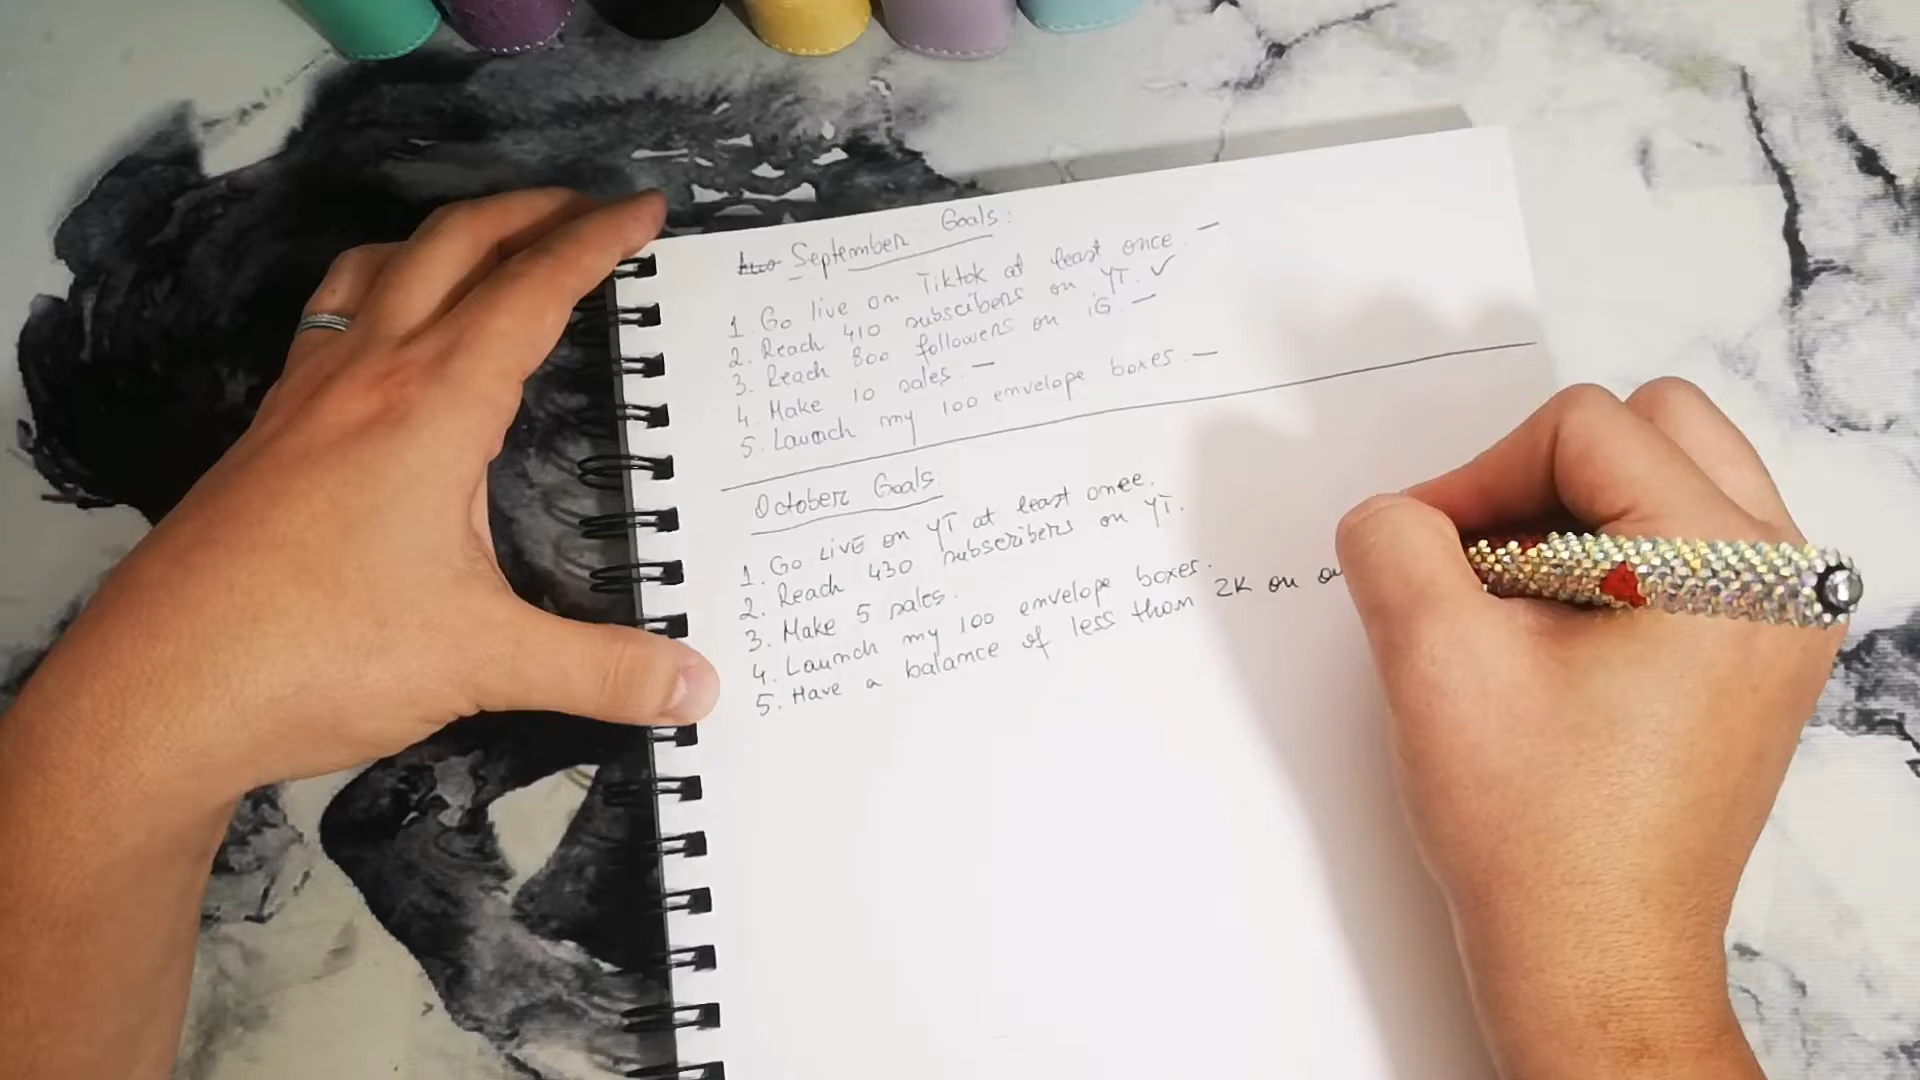 September Goals:
1. Go live on Tiktok at least once. —
2. Reach 410 subscibers on YT. ✓
3. Reach 800 followers on iG. —
4. Make 10 sales. —
5. Launch my 100 envelope boxes. —
October Goals.
1. Go LiVE on YT at least once.
2. Reach 430 subscribers on YT.
3. Make 5 sales.
4. Launch my 100 envelope boxes.
5. Have a balance of less than 2K on